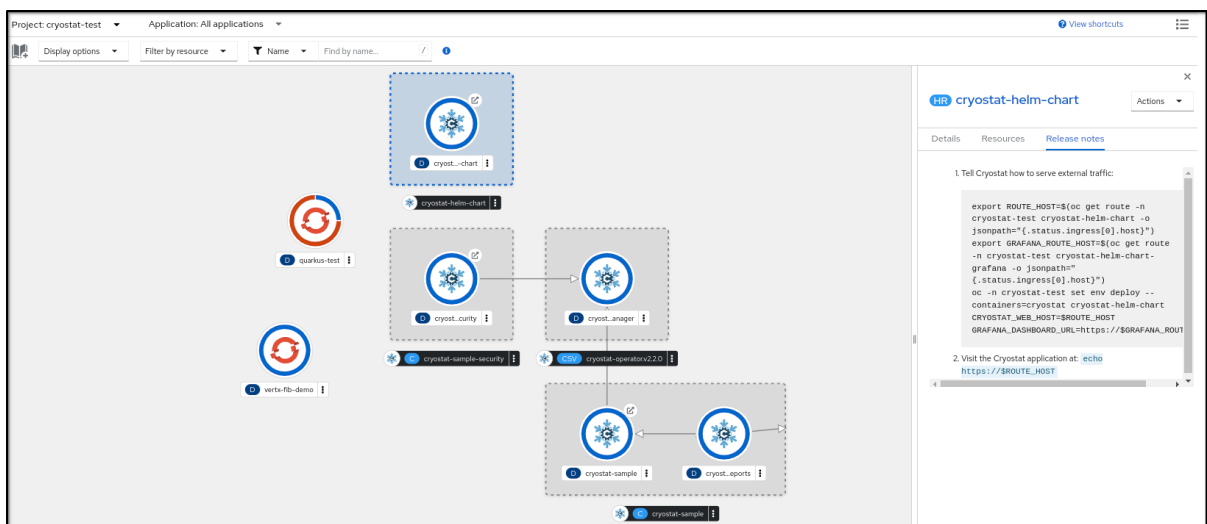 Project: cryostat-test
Application: All applications
View shortcuts
Display options
Filter by resource
Name
Find by name...
/
HR cryostat-helm-chart
Actions
Details
Resources
Release notes
1. Tell Cryostat how to serve external traffic:
export ROUTE_HOST=$(oc get route -n
cryostat-test cryostat-helm-chart -o
jsonpath="{.status.ingress[0].host}")
export GRAFANA_ROUTE_HOST=$(oc get route
-n cryostat-test cryostat-helm-chart-
grafana -o jsonpath="
{.status.ingress[0].host}")
oc -n cryostat-test set env deploy --
containers=cryostat cryostat-helm-chart
CRYOSTAT_WEB_HOST=$ROUTE_HOST
GRAFANA_DASHBOARD_URL=https://$GRAFANA_ROUT
2. Visit the Cryostat application at: echo
https://$ROUTE_HOST
D cryost...-chart
cryostat-helm-chart
D quarkus-test
D cryost...curity
D cryost...anager
C cryostat-sample-security
CSV cryostat-operator.v2.2.0
D vertx-fib-demo
D cryostat-sample
D cryost...eports
C cryostat-sample